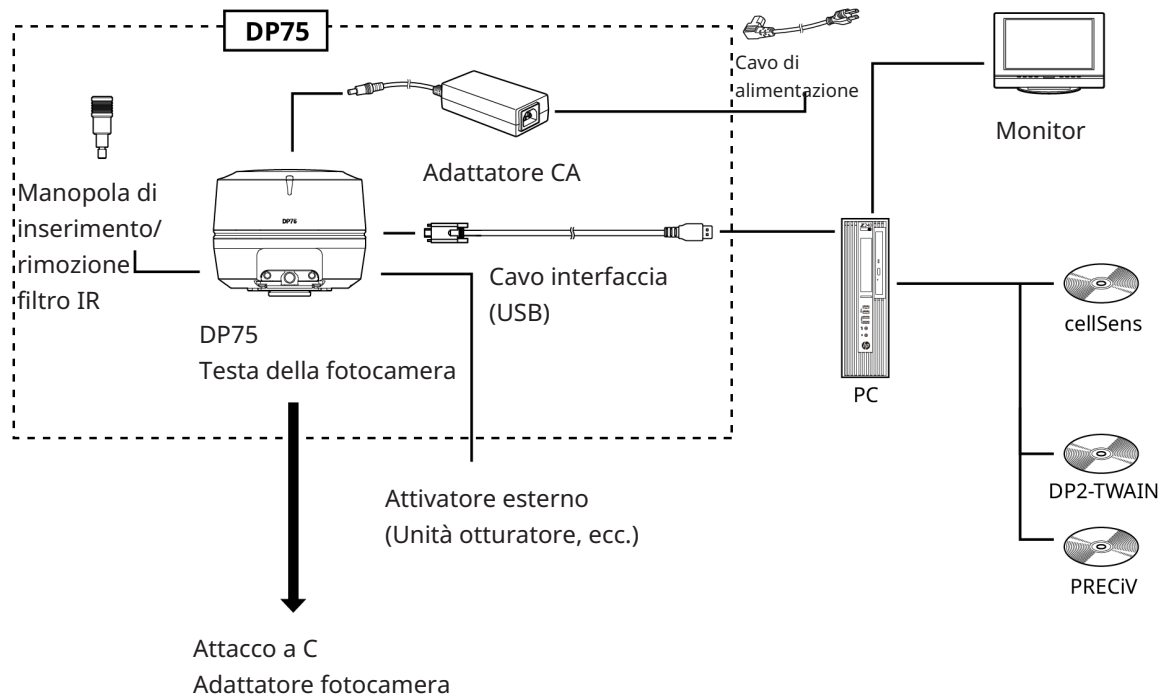 DP75
Cavo di
alimentazione
Monitor
Adattatore CA
Manopola di
inserimento/
rimozione
filtro IR
DP75
Cavo interfaccia
(USB)
DP75
Testa della fotocamera
cellSens
PC
DP2-TWAIN
Attivatore esterno
(Unità otturatore, ecc.)
PRECiV
Attacco a C
Adattatore fotocamera